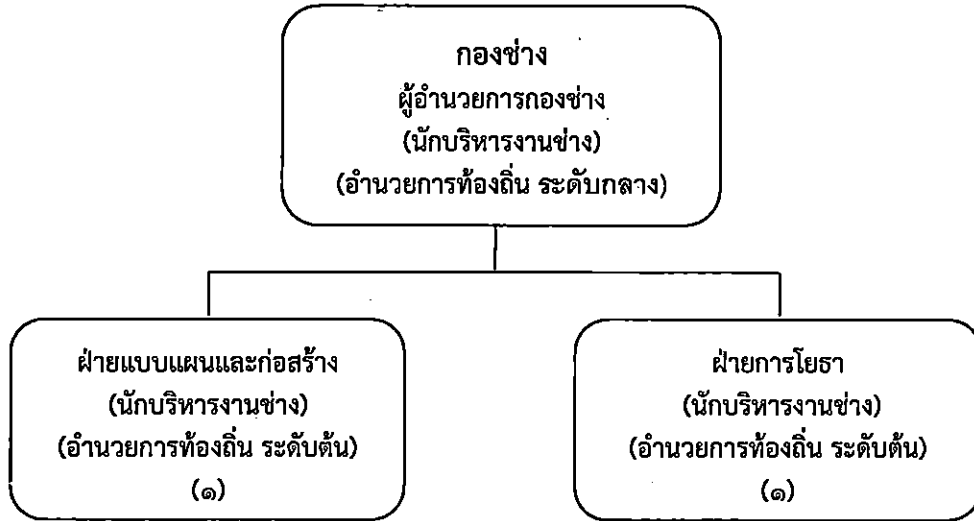 กองช่าง
ผู้อำนวยการกองช่าง
(นักบริหารงานช่าง)
(อำนวยการท้องถิ่น ระดับกลาง)
ฝ่ายแบบแผนและก่อสร้าง
(นักบริหารงานช่าง)
(อำนวยการท้องถิ่น ระดับต้น)
(๑)
ฝ่ายการโยธา
(นักบริหารงานช่าง)
(อำนวยการท้องถิ่น ระดับต้น)
(๑)